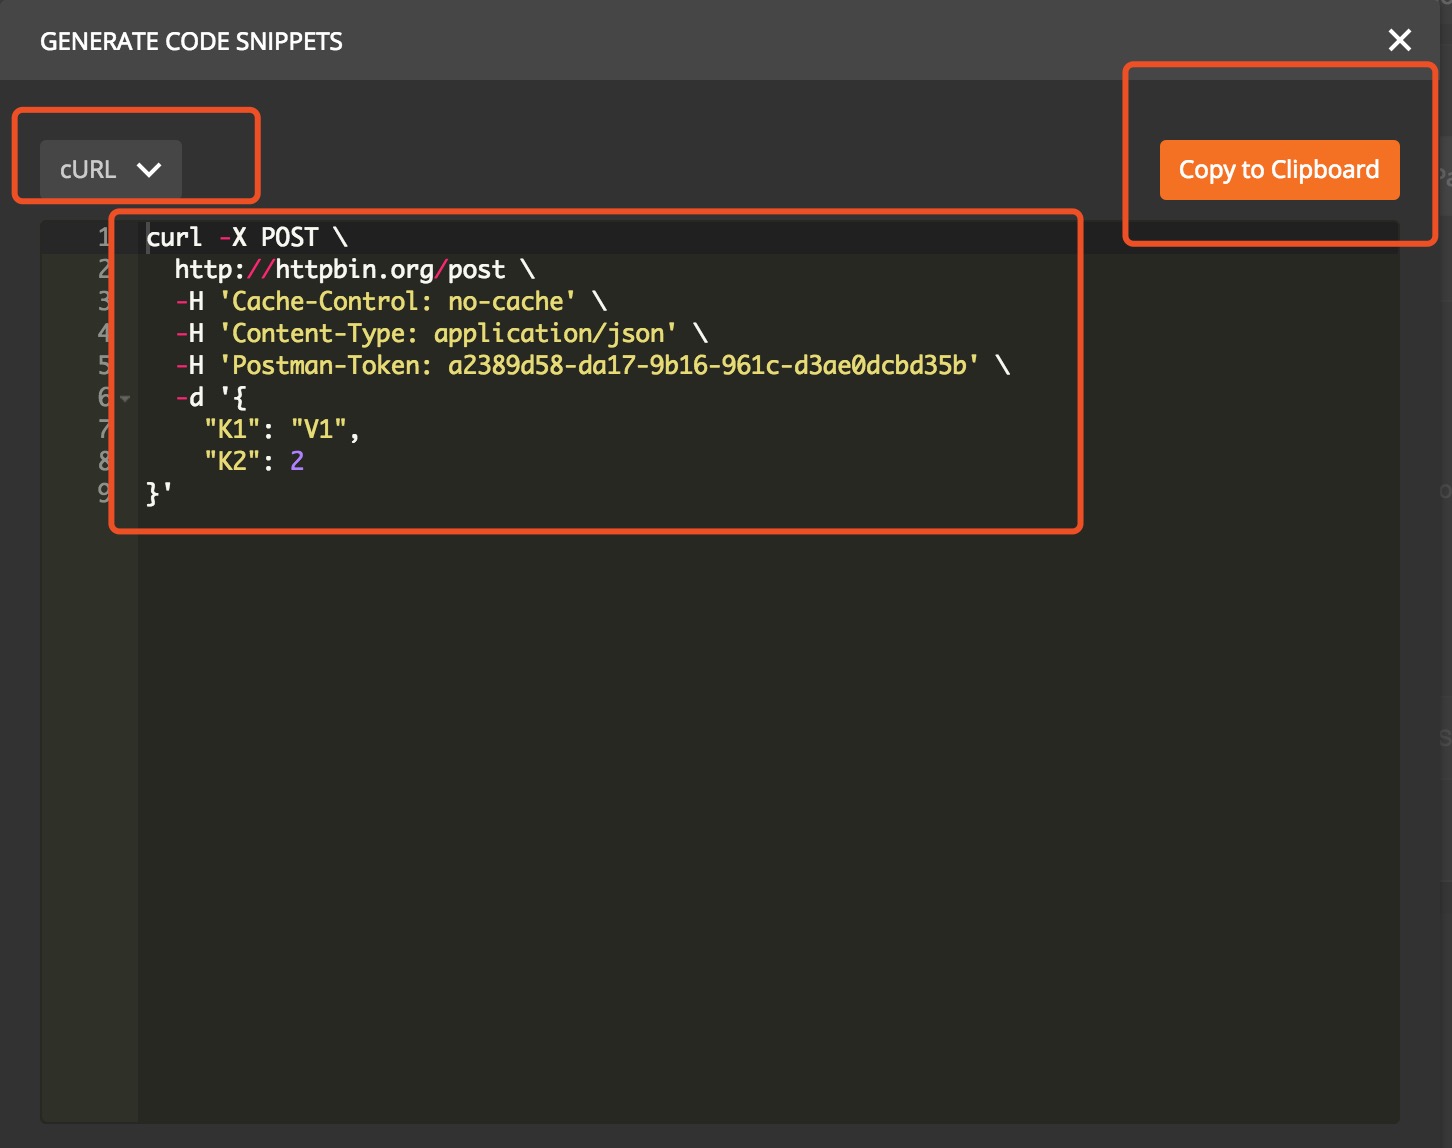 GENERATE CODE SNIPPETS
cURL
Copy to Clipboard
1 curl -X POST \
2 http://httpbin.org/post \
3 -H 'Cache-Control: no-cache' \
4 -H 'Content-Type: application/json' \
5 -H 'Postman-Token: a2389d58-da17-9b16-961c-d3ae0dcbd35b' \
6 -d '{
7 "K1": "V1",
8 "K2": 2
9 }'